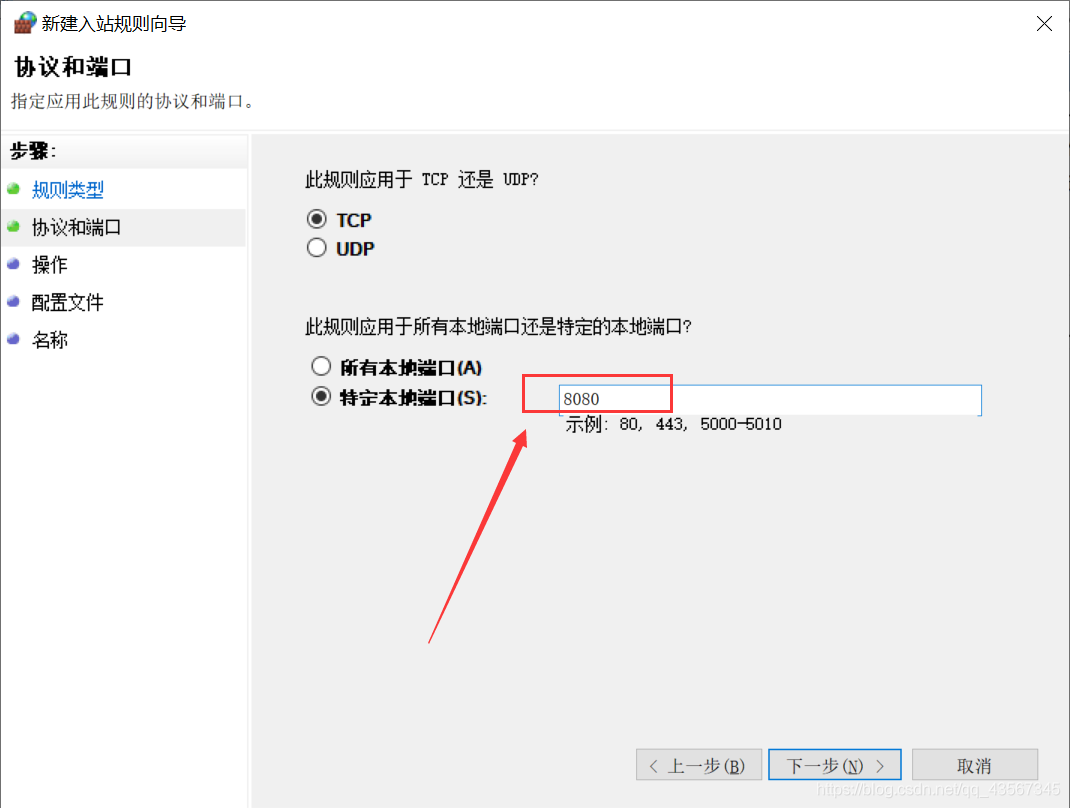 新建入站规则向导
协议和端口
指定应用此规则的协议和端口。
步骤:
规则类型
协议和端口
操作
配置文件
名称
此规则应用于 TCP 还是 UDP?
TCP
UDP
此规则应用于所有本地端口还是特定的本地端口?
所有本地端口(A)
特定本地端口(S):
8080
示例: 80, 443, 5000-5010
< 上一步(B)
下一步(N) >
取消
https://blog.csdn.net/qq_43567345